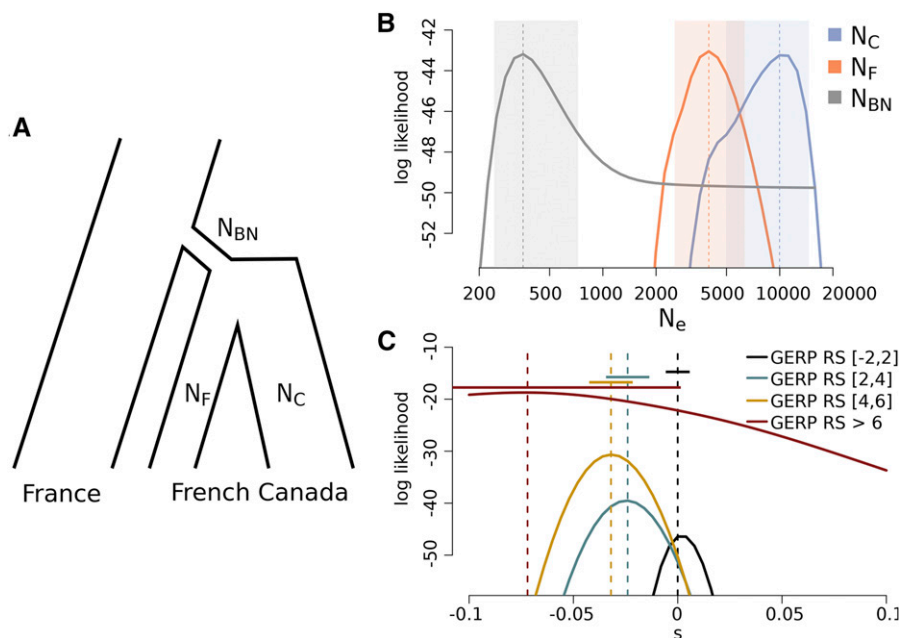 A
N_BN
N_F
N_C
France
French Canada
B
log likelihood
-42
-44
-46
-48
-50
-52
200
500
1000
2000
5000
10000
20000
N_e
N_C
N_F
N_BN
C
log likelihood
-10
-20
-30
-40
-50
-0.1
-0.05
0
0.05
0.1
s
GERP RS [-2,2]
GERP RS [2,4]
GERP RS [4,6]
GERP RS > 6